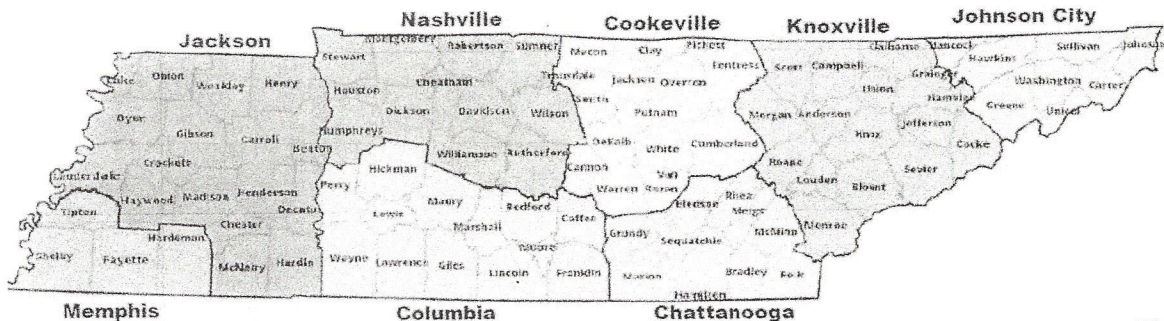 Nashville
Cookeville
Knoxville
Johnson City
Jackson
Lake
Obion
Weakley
Henry
Dyer
Gibson
Carroll
Benton
Crockett
Lauderdale
Haywood
Madison
Henderson
Decatur
Chester
McNairy
Hardin
Tipton
Hardeman
Shelby
Fayette
Montgomery
Robertson
Sumner
Stewart
Cheatham
Houston
Dickson
Davidson
Wilson
Humphreys
Williamson
Rutherford
Macon
Clay
Pickett
Trousdale
Jackson
Overton
Fentress
Smith
Putnam
DeKalb
White
Cumberland
Cannon
Warren
Van
Buren
Scott
Campbell
Claiborne
Grainger
Union
Hamblen
Morgan
Anderson
Knox
Jefferson
Cocke
Roane
Louden
Blount
Sevier
Monroe
Hancock
Hawkins
Sullivan
Johnson
Washington
Carter
Greene
Unicoi
Perry
Hickman
Lewis
Maury
Marshall
Bedford
Coffee
Moore
Wayne
Lawrence
Giles
Lincoln
Franklin
Bledsoe
Rhea
Meigs
McMinn
Grundy
Sequatchie
Marion
Bradley
Polk
Hamilton
Memphis
Columbia
Chattanooga